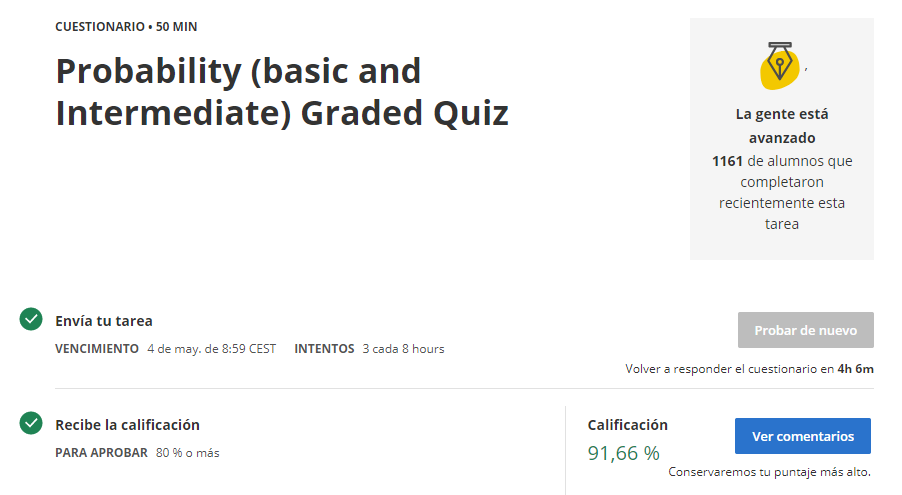 CUESTIONARIO • 50 MIN
Probability (basic and
Intermediate) Graded Quiz
,
La gente está
avanzado
1161 de alumnos que
completaron
recientemente esta
tarea
Envía tu tarea
VENCIMIENTO 4 de may. de 8:59 CEST INTENTOS 3 cada 8 hours
Probar de nuevo
Volver a responder el cuestionario en 4h 6m
Recibe la calificación
PARA APROBAR 80 % o más
Calificación
91,66 %
Ver comentarios
Conservaremos tu puntaje más alto.